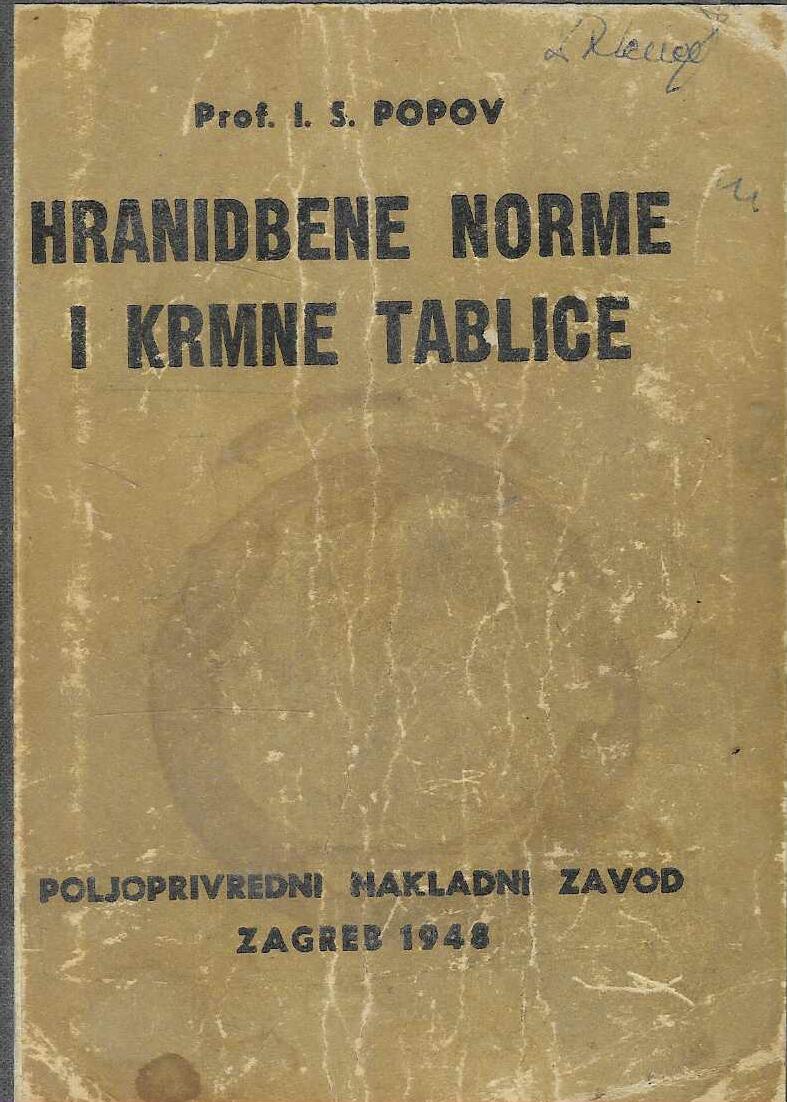 Prof. I. S. POPOV
HRANIDBENE NORME
I KRMNE TABLICE
POLJOPRIVREDNI NAKLADNI ZAVOD
ZAGREB 1948